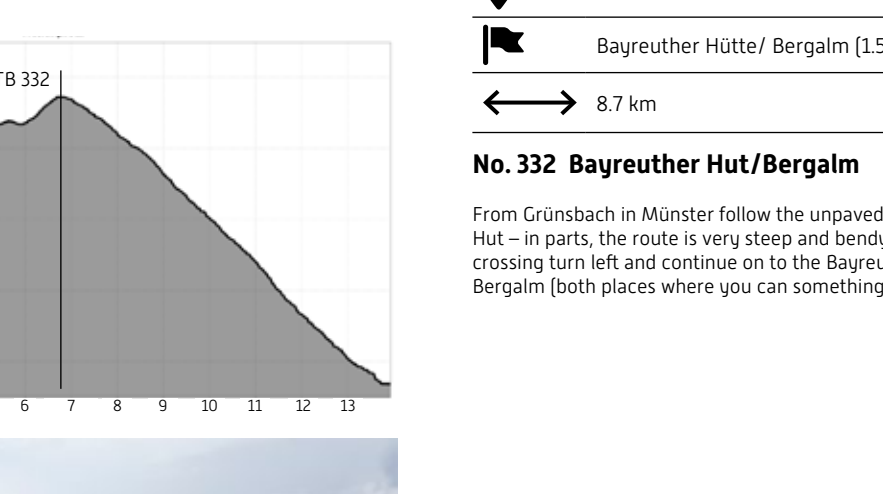 TB 332
6 7 8 9 10 11 12 13
Bayreuther Hütte/ Bergalm (1.5
8.7 km
No. 332 Bayreuther Hut/Bergalm
From Grünsbach in Münster follow the unpaved
Hut – in parts, the route is very steep and bendy
crossing turn left and continue on to the Bayreu
Bergalm (both places where you can something